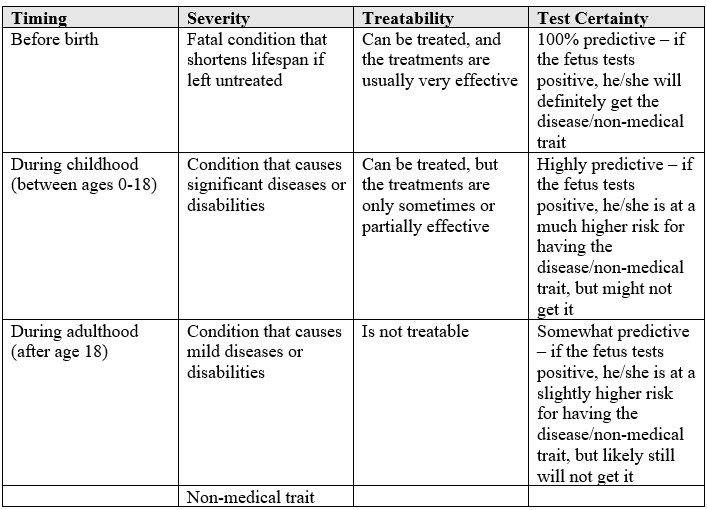 Timing
Severity
Treatability
Test Certainty
Before birth
Fatal condition that
shortens lifespan if
left untreated
Can be treated, and
the treatments are
usually very effective
100% predictive – if
the fetus tests
positive, he/she will
definitely get the
disease/non-medical
trait
During childhood
(between ages 0-18)
Condition that causes
significant diseases or
disabilities
Can be treated, but
the treatments are
only sometimes or
partially effective
Highly predictive – if
the fetus tests
positive, he/she is at a
much higher risk for
having the
disease/non-medical
trait, but might not
get it
During adulthood
(after age 18)
Condition that causes
mild diseases or
disabilities
Is not treatable
Somewhat predictive
– if the fetus tests
positive, he/she is at a
slightly higher risk
for having the
disease/non-medical
trait, but likely still
will not get it
Non-medical trait